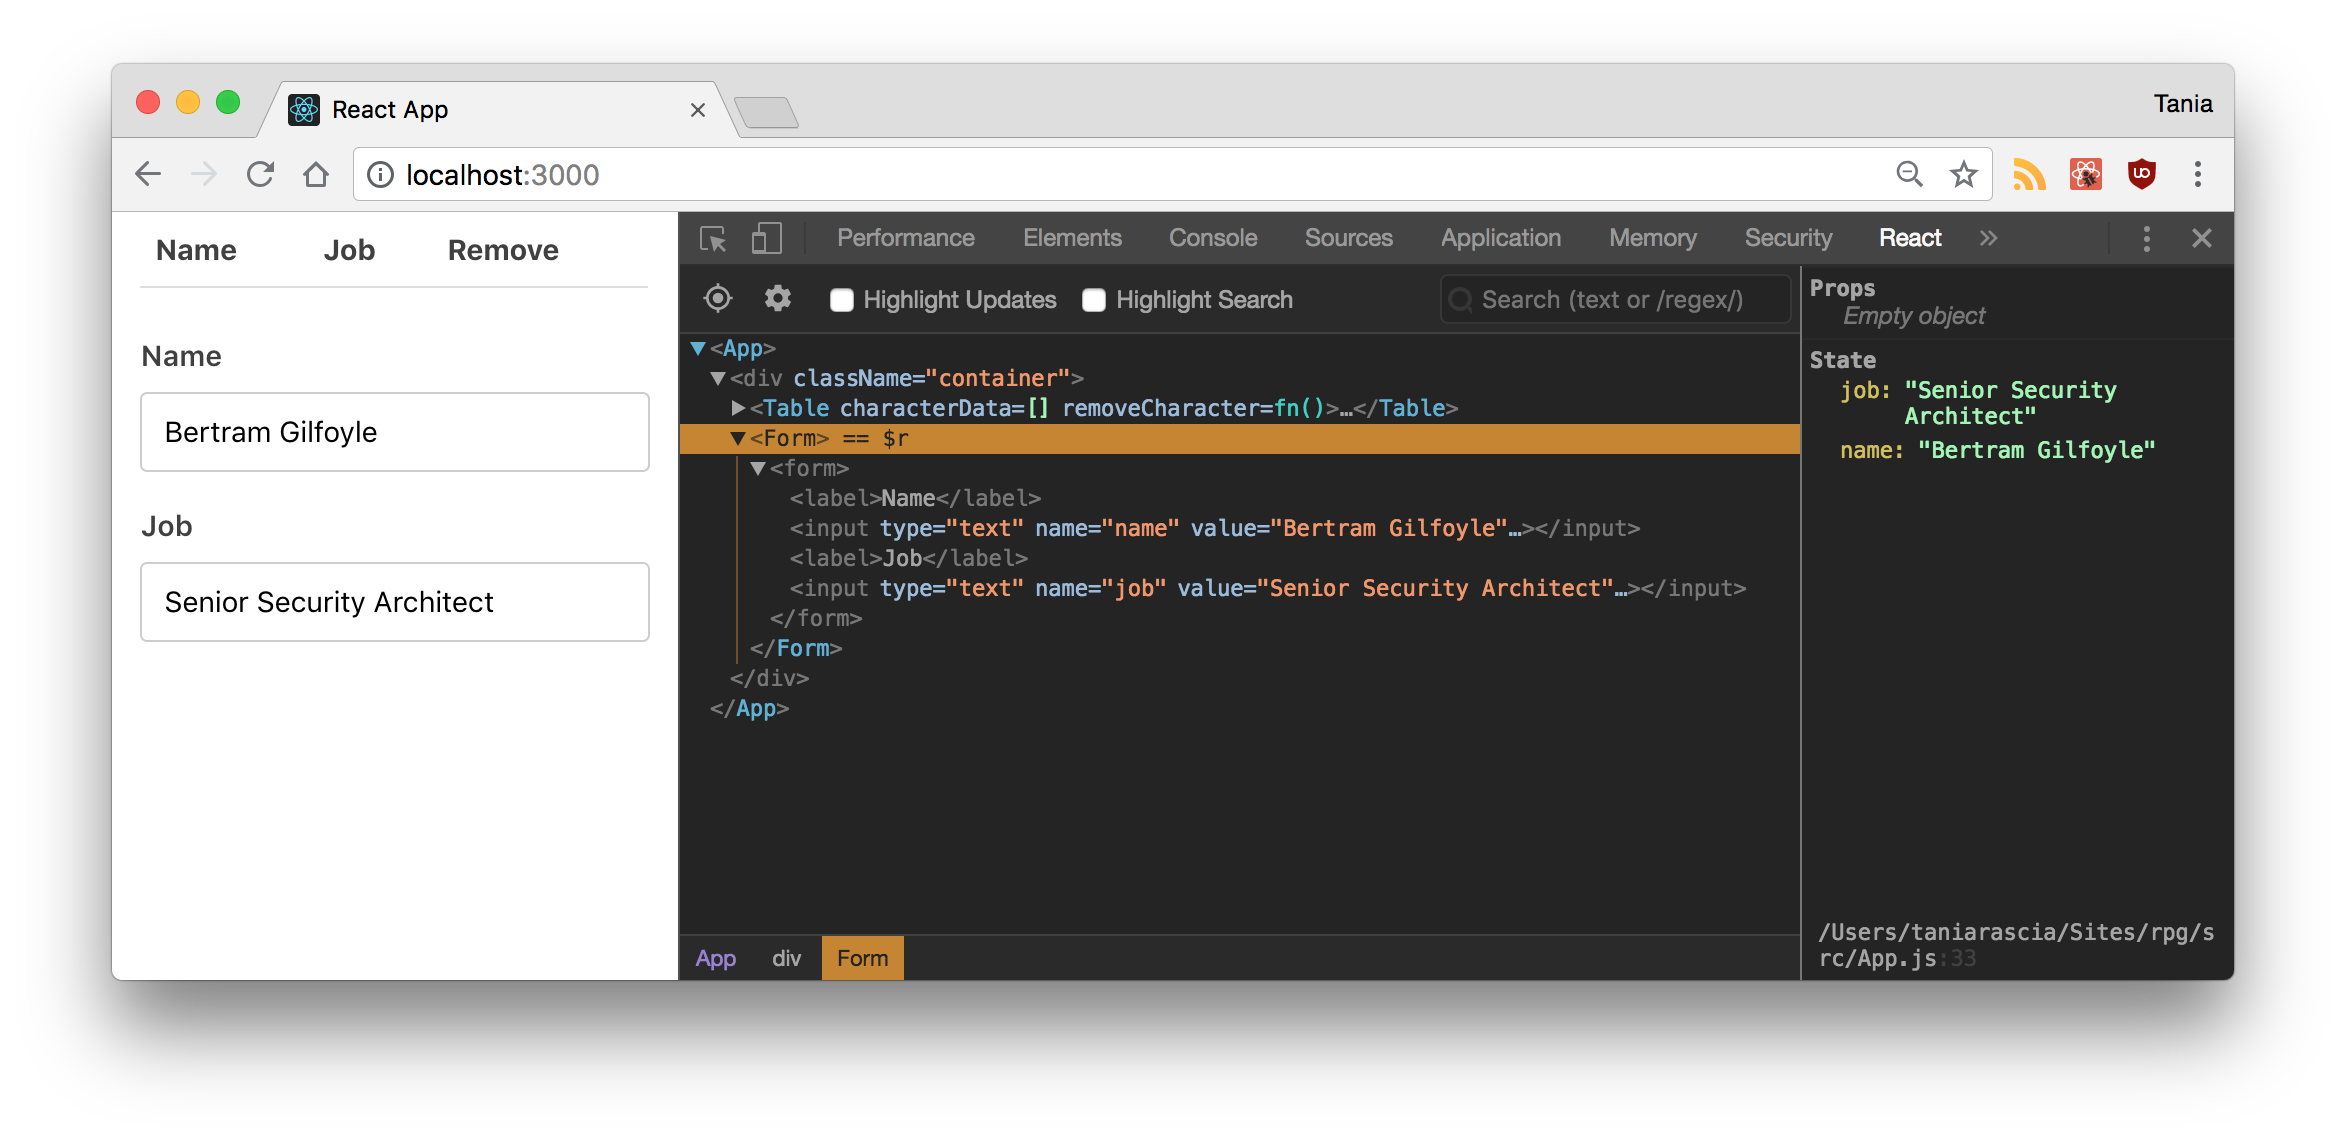 React App
Tania
localhost:3000
Name Job Remove
Name
Bertram Gilfoyle
Job
Senior Security Architect
Performance Elements Console Sources Application Memory Security React »
Highlight Updates Highlight Search Search (text or /regex/)
<App>
<div className="container">
<Table characterData=[] removeCharacter=fn()>…</Table>
<Form> == $r
<form>
<label>Name</label>
<input type="text" name="name" value="Bertram Gilfoyle"…></input>
<label>Job</label>
<input type="text" name="job" value="Senior Security Architect"…></input>
</form>
</Form>
</div>
</App>
App div Form
Props
Empty object
State
job: "Senior Security
Architect"
name: "Bertram Gilfoyle"
/Users/taniarascia/Sites/rpg/s
rc/App.js:33